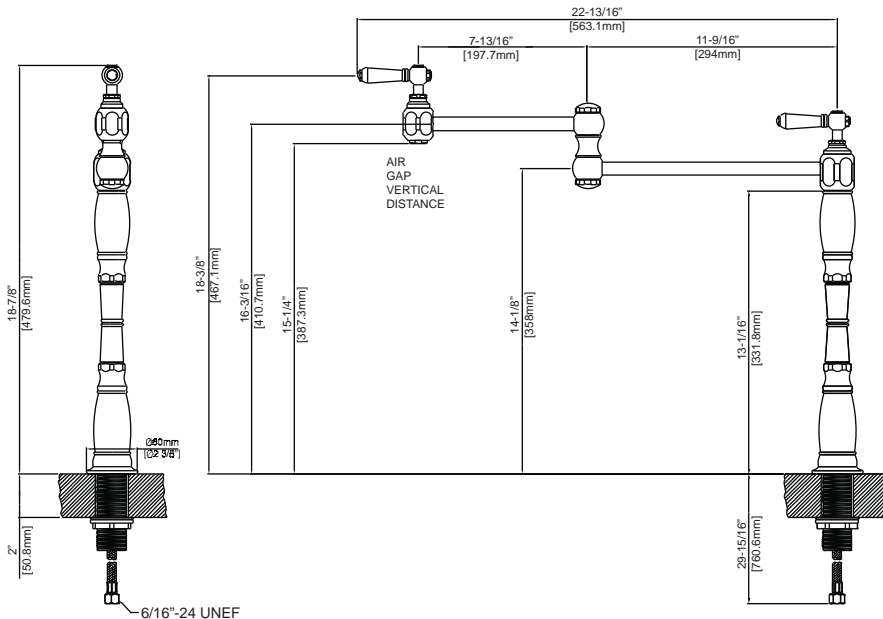 22-13/16"
[563.1mm]
7-13/16"
[197.7mm]
11-9/16"
[294mm]
AIR
GAP
VERTICAL
DISTANCE
18-7/8"
[479.6mm]
18-3/8"
[467.1mm]
16-3/16"
[410.7mm]
15-1/4"
[387.3mm]
14-1/8"
[358mm]
13-1/16"
[331.8mm]
Ø60mm
[Ø2 3/8"]
2"
[50.8mm]
29-15/16"
[760.6mm]
6/16"-24 UNEF